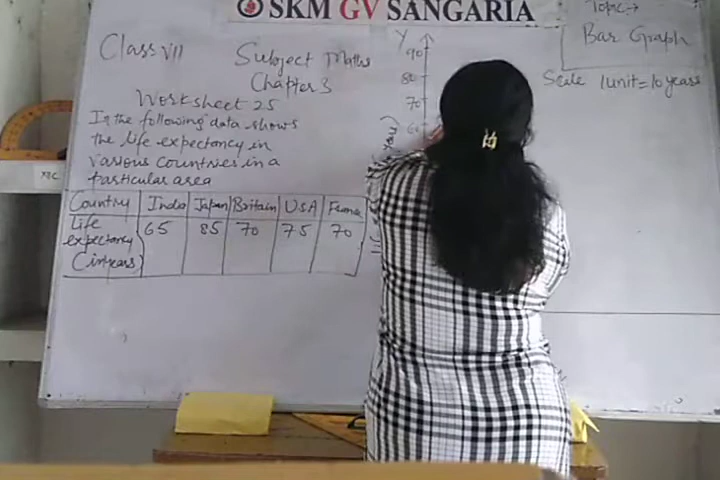 SKM GV SANGARIA
Topic:→
Bar Graph
Class VII
Subject Maths
Chapter 3
Worksheet 25
In the following data shows
the life expectancy in
various countries in a
particular area
Country India Japan Britain USA
Life expectancy (in years) 65 85 70 75 70
Y
90
80
70
60
years)
Scale 1unit=10 years